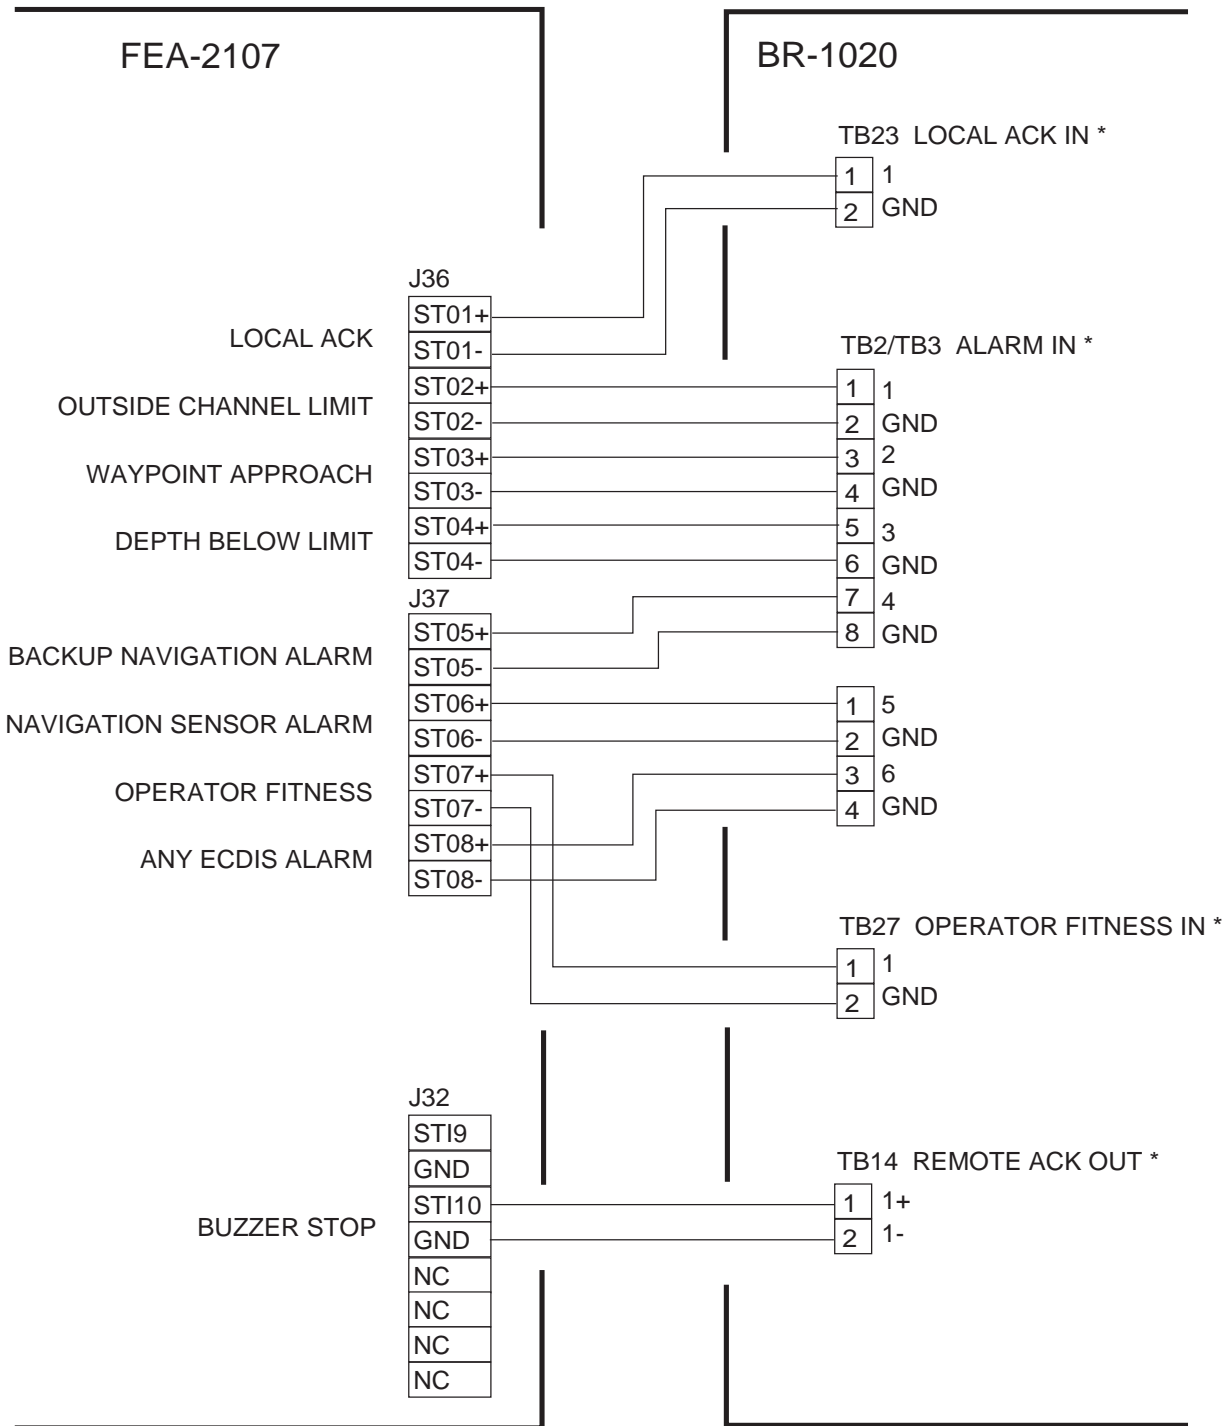 FEA-2107
BR-1020
TB23 LOCAL ACK IN *
1 1
2 GND
J36
LOCAL ACK
ST01+
ST01-
OUTSIDE CHANNEL LIMIT
ST02+
ST02-
WAYPOINT APPROACH
ST03+
ST03-
DEPTH BELOW LIMIT
ST04+
ST04-
TB2/TB3 ALARM IN *
1 1
2 GND
3 2
4 GND
5 3
6 GND
7 4
8 GND
J37
BACKUP NAVIGATION ALARM
ST05+
ST05-
NAVIGATION SENSOR ALARM
ST06+
ST06-
OPERATOR FITNESS
ST07+
ST07-
ANY ECDIS ALARM
ST08+
ST08-
1 5
2 GND
3 6
4 GND
TB27 OPERATOR FITNESS IN *
1 1
2 GND
J32
STI9
GND
BUZZER STOP
STI10
GND
NC
NC
NC
NC
TB14 REMOTE ACK OUT *
1 1+
2 1-